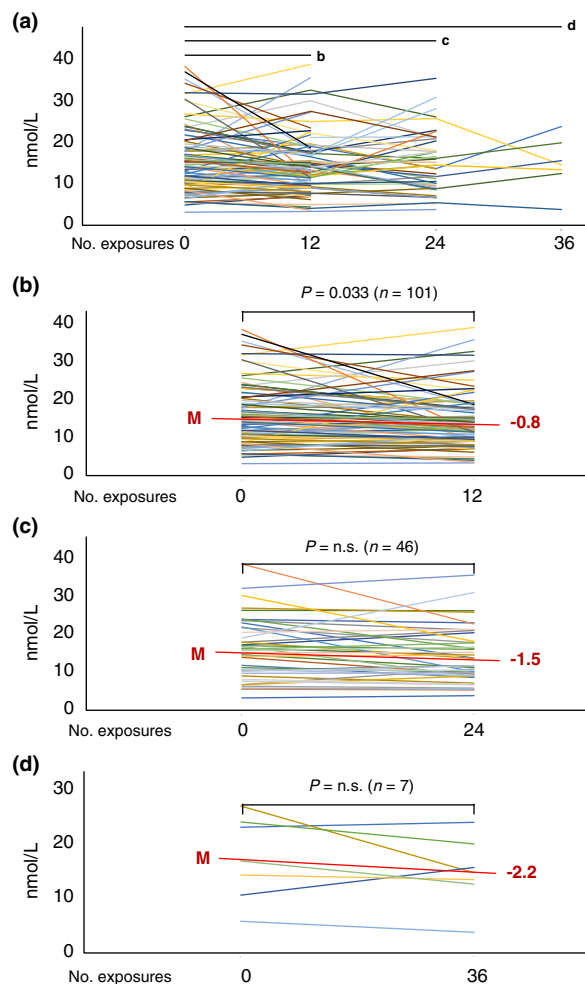 (a)
d
c
b
40
30
20
10
0
nmol/L
No. exposures 0 12 24 36
(b)
P = 0.033 (n = 101)
40
30
20
10
0
nmol/L
M
-0.8
No. exposures 0 12
(c)
P = n.s. (n = 46)
40
30
20
10
0
nmol/L
M
-1.5
No. exposures 0 24
(d)
P = n.s. (n = 7)
30
20
10
0
nmol/L
M
-2.2
No. exposures 0 36